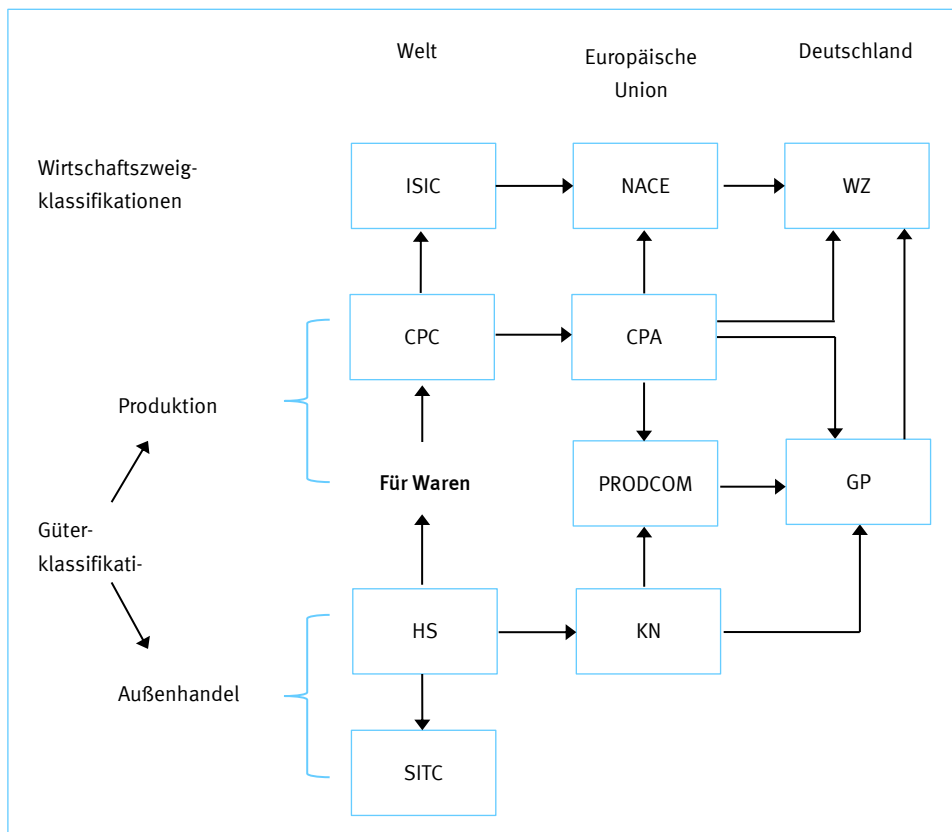 Welt
Europäische
Union
Deutschland
Wirtschaftszweig-
klassifikationen
ISIC
NACE
WZ
CPC
CPA
Produktion
Für Waren
PRODCOM
GP
Güter-
klassifikati-
HS
KN
Außenhandel
SITC